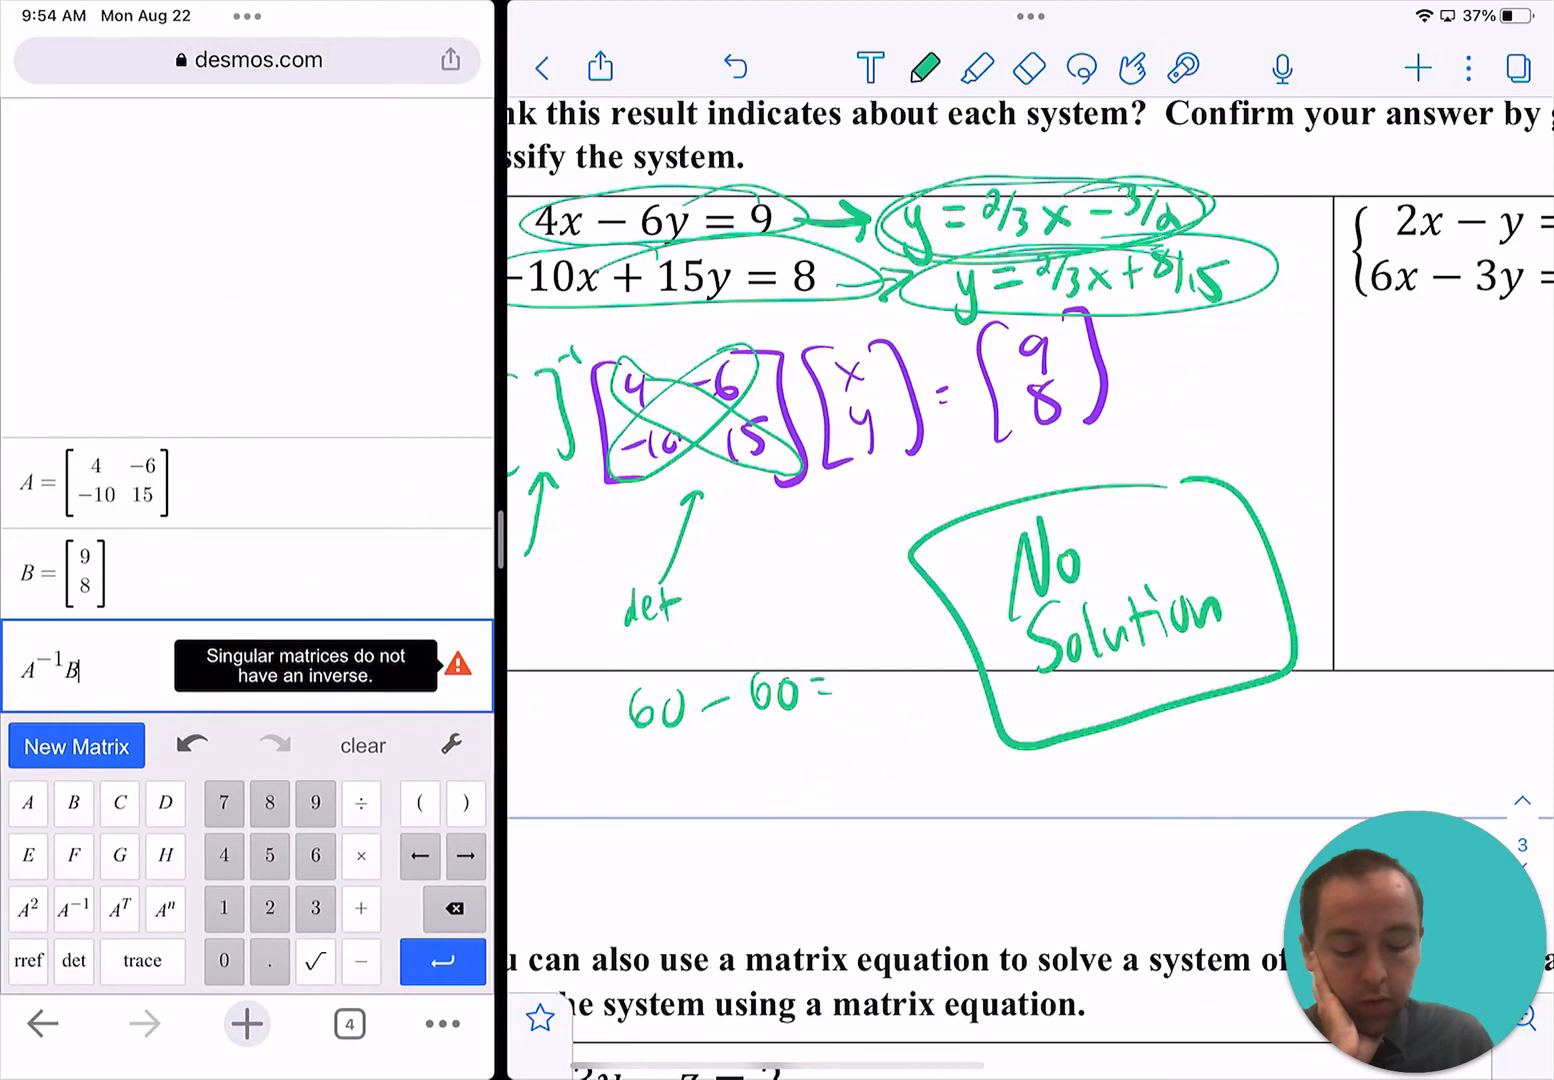 9:54 AM Mon Aug 22
37%
desmos.com
nk this result indicates about each system? Confirm your answer by
ssify the system.
4x − 6y = 9
y = 2/3 x − 3/2
-10x + 15y = 8
y = 2/3x + 8/15
2x − y =
6x − 3y =
]⁻¹ [4 −6
−10 15] [x
y] = [9
8]
det
60 − 60 =
No
Solution
A = [4 −6
−10 15]
B = [9
8]
A⁻¹B
Singular matrices do not
have an inverse.
New Matrix
clear
A B C D 7 8 9 ÷ ( )
E F G H 4 5 6 × ← →
A² A⁻¹ Aᵀ Aⁿ 1 2 3 +
rref det trace 0 . √ −
4
3
u can also use a matrix equation to solve a system of
he system using a matrix equation.